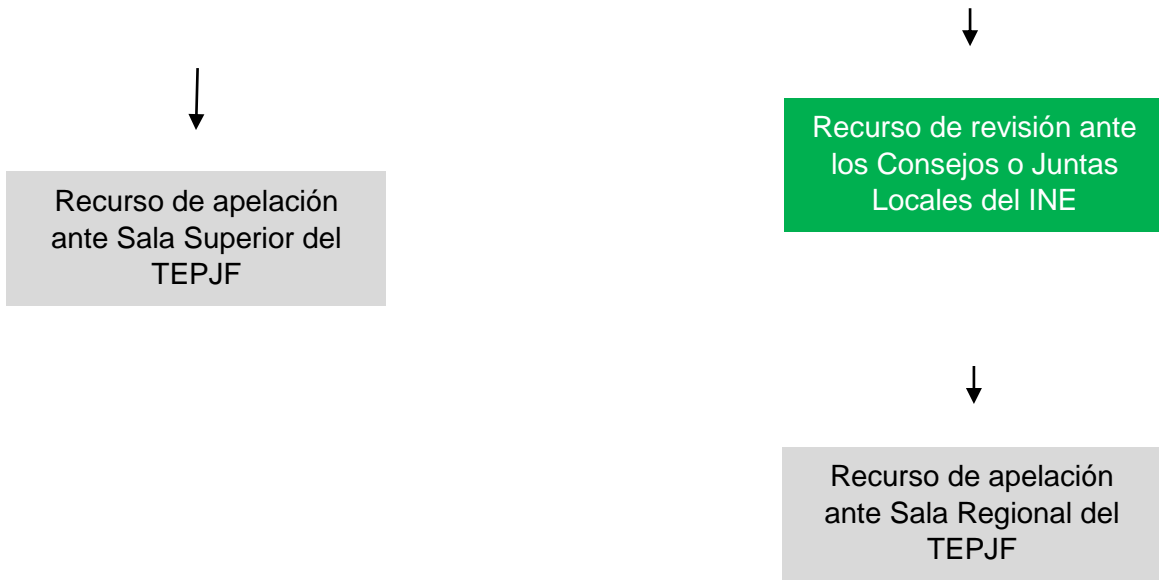 Recurso de apelación
ante Sala Superior del
TEPJF
Recurso de revisión ante
los Consejos o Juntas
Locales del INE
Recurso de apelación
ante Sala Regional del
TEPJF